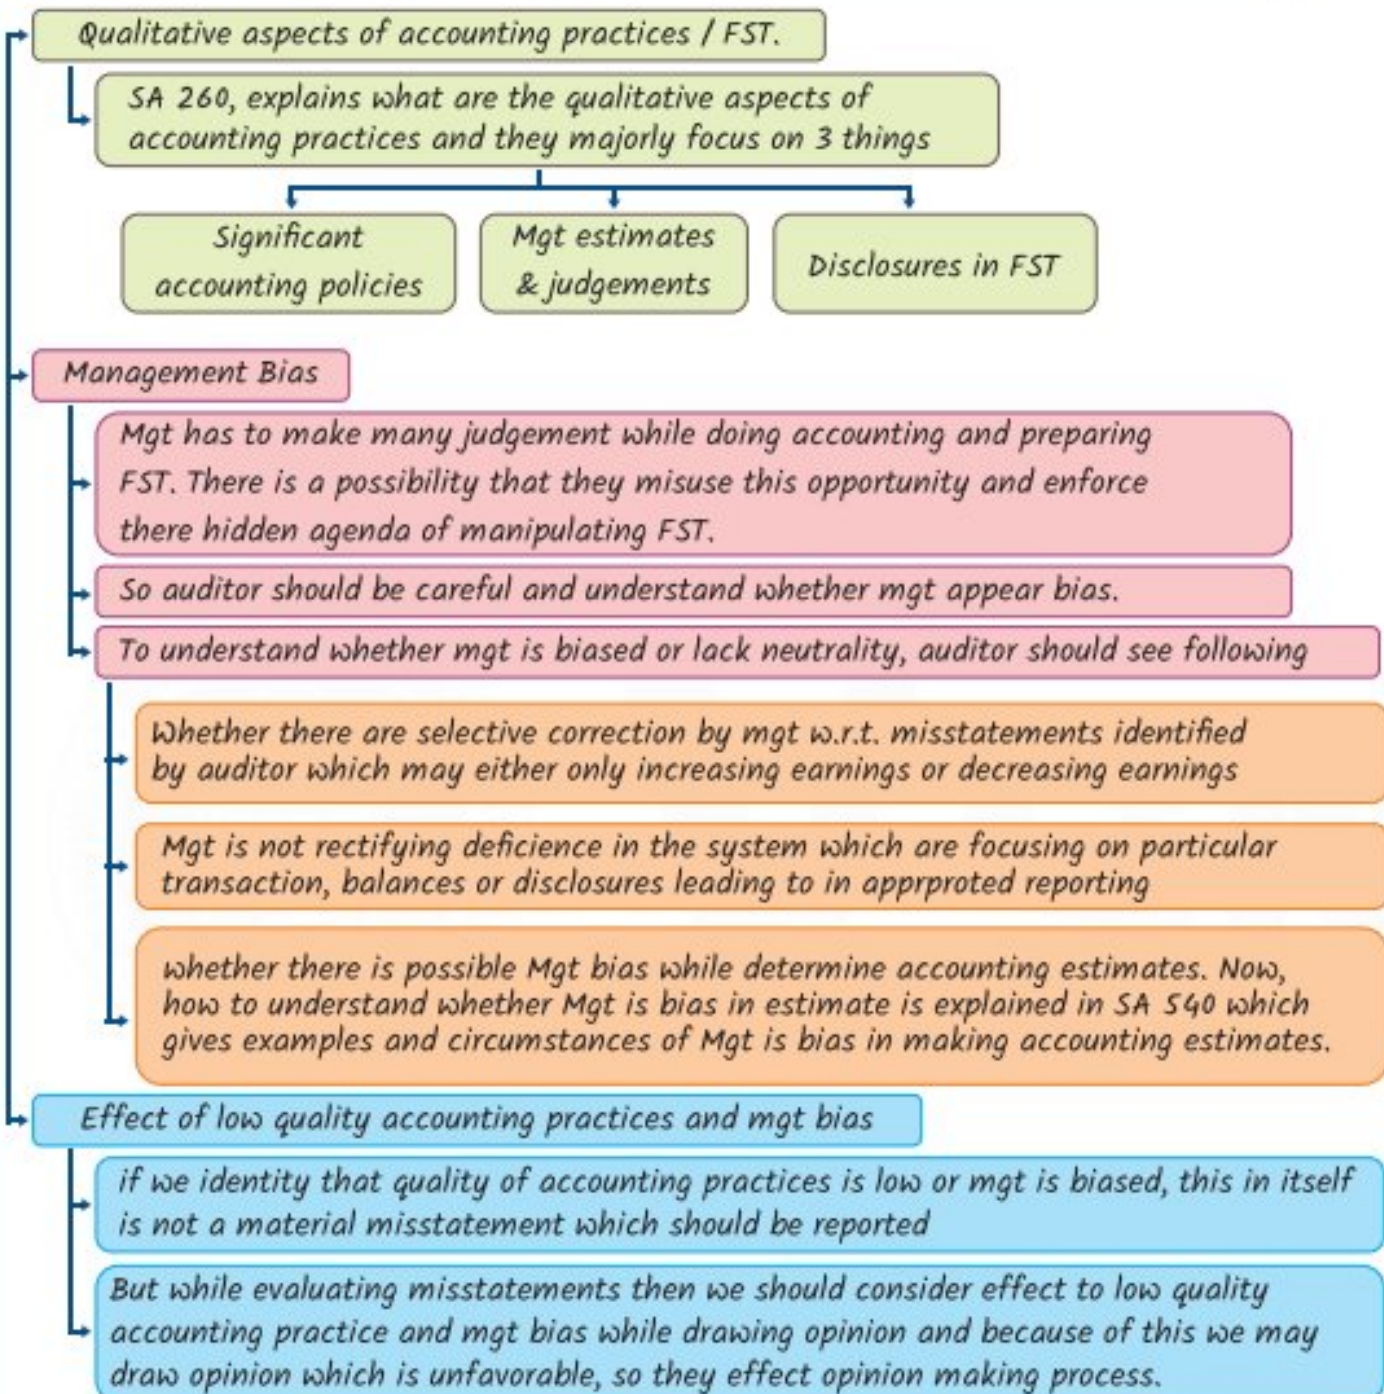 Qualitative aspects of accounting practices / FST.
SA 260, explains what are the qualitative aspects of
accounting practices and they majorly focus on 3 things
Significant
accounting policies
Mgt estimates
& judgements
Disclosures in FST
Management Bias
Mgt has to make many judgement while doing accounting and preparing
FST. There is a possibility that they misuse this opportunity and enforce
there hidden agenda of manipulating FST.
So auditor should be careful and understand whether mgt appear bias.
To understand whether mgt is biased or lack neutrality, auditor should see following
Whether there are selective correction by mgt w.r.t. misstatements identified
by auditor which may either only increasing earnings or decreasing earnings
Mgt is not rectifying deficience in the system which are focusing on particular
transaction, balances or disclosures leading to in apprproted reporting
whether there is possible Mgt bias while determine accounting estimates. Now,
how to understand whether Mgt is bias in estimate is explained in SA 540 which
gives examples and circumstances of Mgt is bias in making accounting estimates.
Effect of low quality accounting practices and mgt bias
if we identity that quality of accounting practices is low or mgt is biased, this in itself
is not a material misstatement which should be reported
But while evaluating misstatements then we should consider effect to low quality
accounting practice and mgt bias while drawing opinion and because of this we may
draw opinion which is unfavorable, so they effect opinion making process.